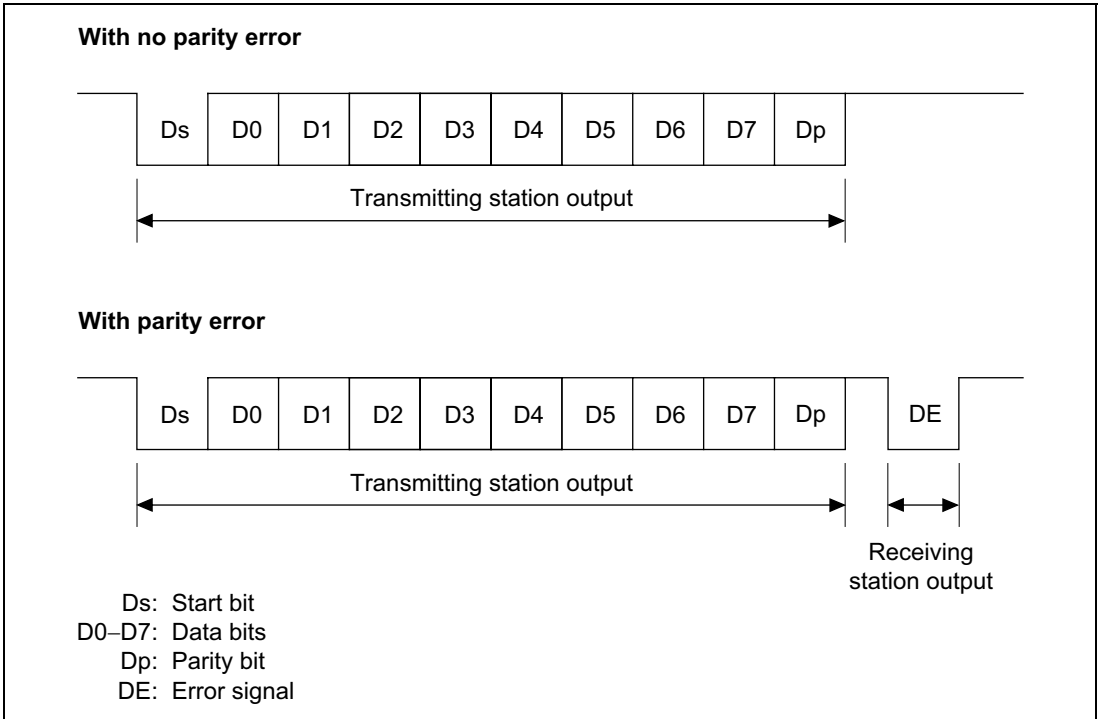 With no parity error
Ds D0 D1 D2 D3 D4 D5 D6 D7 Dp
Transmitting station output
With parity error
Ds D0 D1 D2 D3 D4 D5 D6 D7 Dp DE
Transmitting station output
Receiving
station output
Ds: Start bit
D0–D7: Data bits
Dp: Parity bit
DE: Error signal